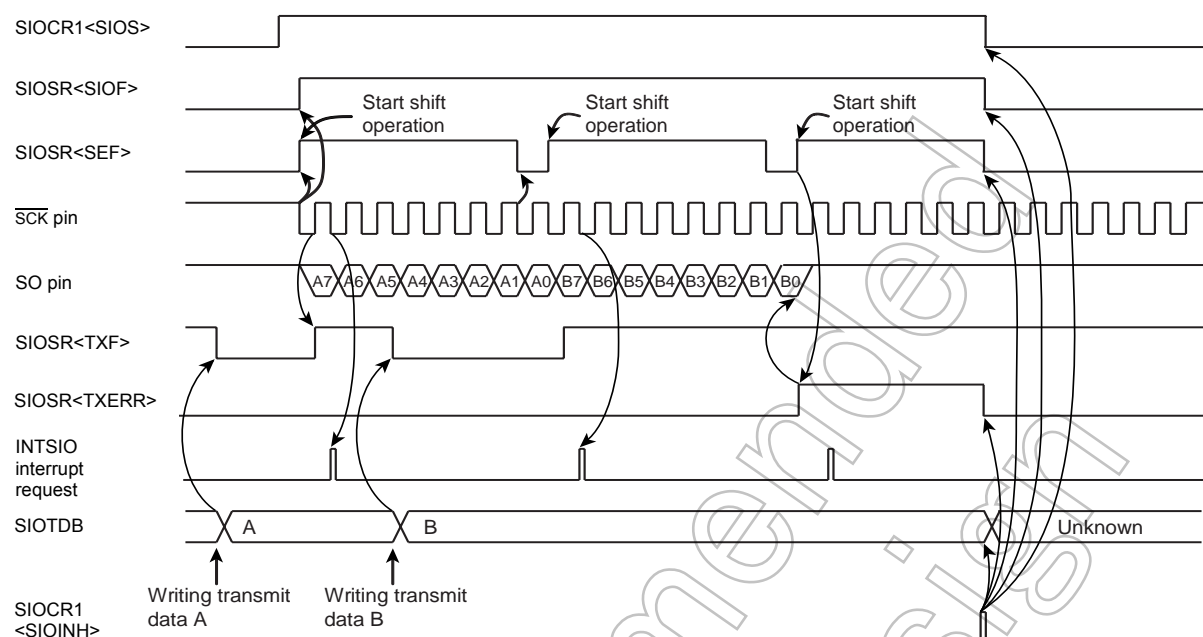 SIOCR1<SIOS>
SIOSR<SIOF>
Start shift
operation
Start shift
operation
Start shift
operation
SIOSR<SEF>
SCK pin
SO pin
A7 A6 A5 A4 A3 A2 A1 A0 B7 B6 B5 B4 B3 B2 B1 B0
SIOSR<TXF>
SIOSR<TXERR>
INTSIO
interrupt
request
SIOTDB
A
B
Unknown
Writing transmit
data A
Writing transmit
data B
SIOCR1
<SIOINH>
mended
sign